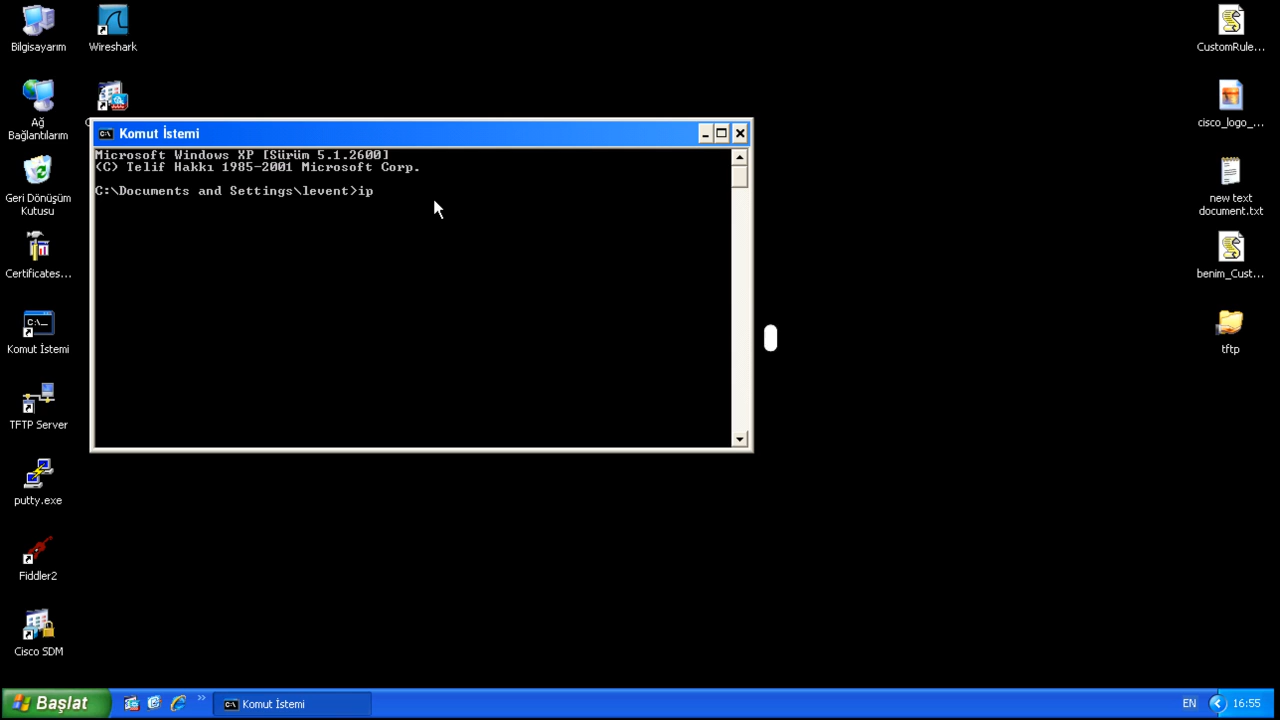 Bilgisayarım
Wireshark
Ağ
Bağlantılarım
Geri Dönüşüm
Kutusu
Certificates...
Komut İstemi
TFTP Server
putty.exe
Fiddler2
Cisco SDM
Komut İstemi
Microsoft Windows XP [Sürüm 5.1.2600]
(C) Telif Hakkı 1985-2001 Microsoft Corp.
C:\Documents and Settings\levent>ip
CustomRule...
cisco_logo_...
new text
document.txt
benim_Cust...
tftp
Başlat
Komut İstemi
EN
16:55